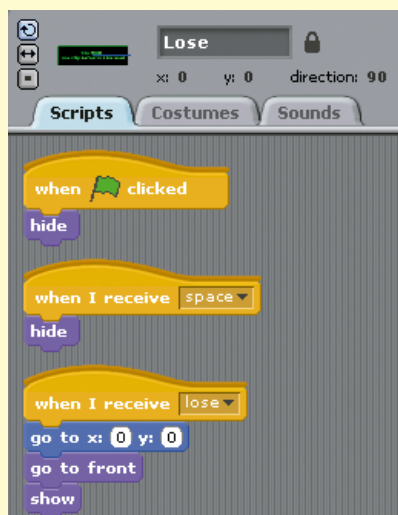 Lose
x: 0 y: 0 direction: 90
Scripts Costumes Sounds
when clicked
hide
when I receive space
hide
when I receive lose
go to x: 0 y: 0
go to front
show